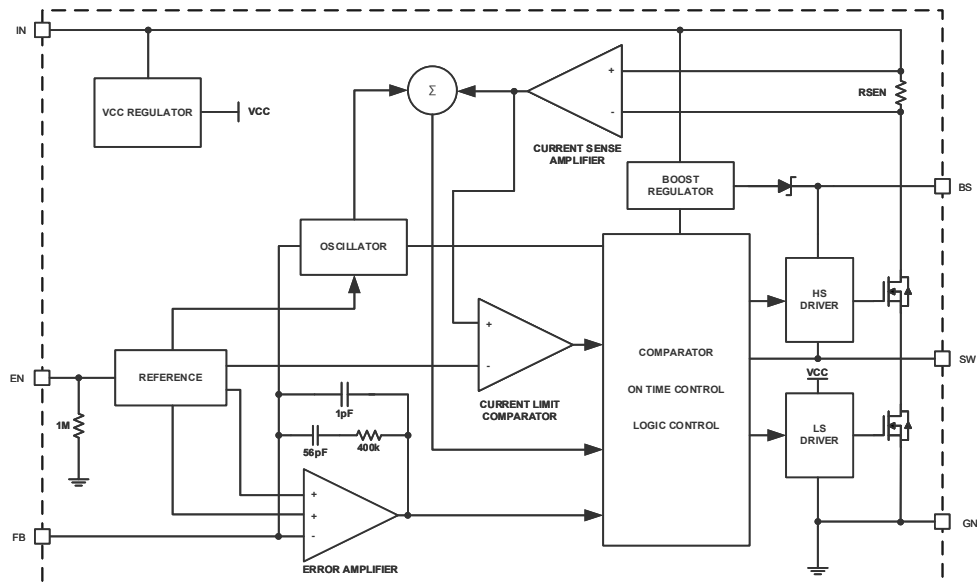 IN
VCC REGULATOR
VCC
Σ
+
-
RSEN
CURRENT SENSE
AMPLIFIER
BOOST
REGULATOR
BS
OSCILLATOR
HS
DRIVER
+
-
CURRENT LIMIT
COMPARATOR
COMPARATOR
ON TIME CONTROL
LOGIC CONTROL
SW
EN
REFERENCE
1M
1pF
56pF
400k
VCC
LS
DRIVER
+
+
-
ERROR AMPLIFIER
FB
GN